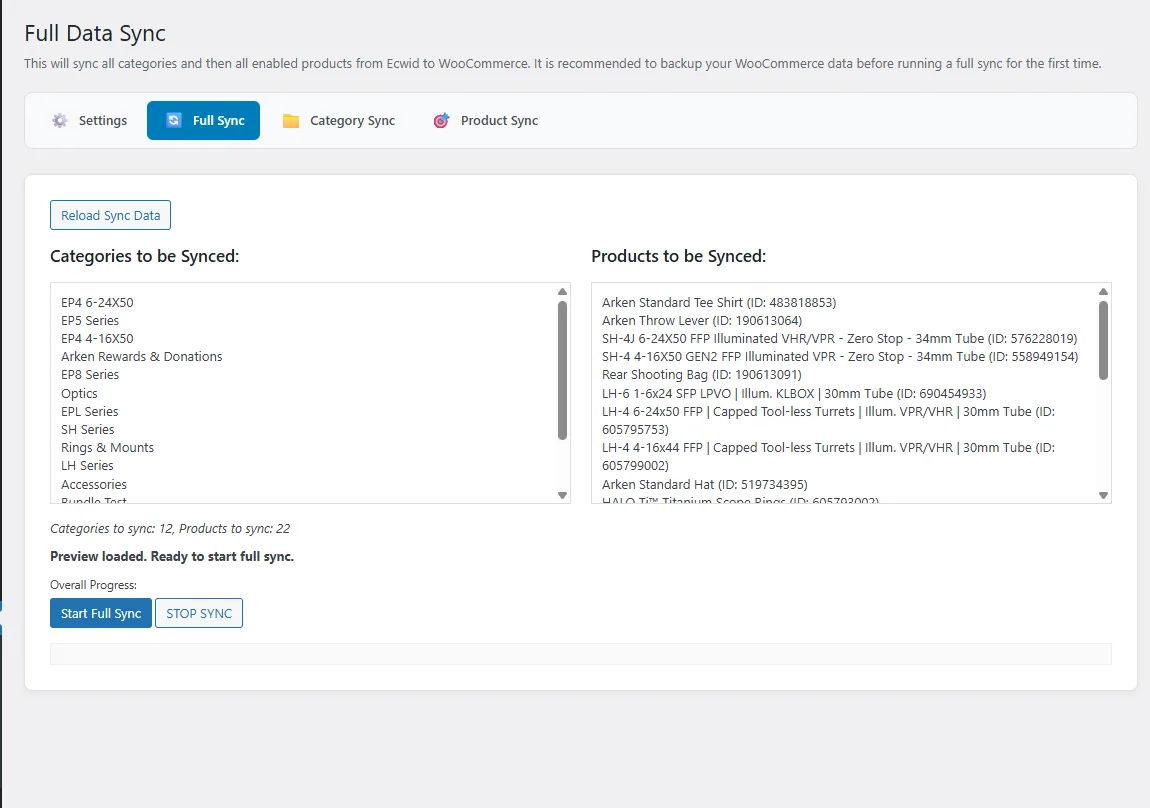 Full Data Sync
This will sync all categories and then all enabled products from Ecwid to WooCommerce. It is recommended to backup your WooCommerce data before running a full sync for the first time.
Settings
Full Sync
Category Sync
Product Sync
Reload Sync Data
Categories to be Synced:
EP4 6-24X50
EP5 Series
EP4 4-16X50
Arken Rewards & Donations
EP8 Series
Optics
EPL Series
SH Series
Rings & Mounts
LH Series
Accessories
Bundle Test
Products to be Synced:
Arken Standard Tee Shirt (ID: 483818853)
Arken Throw Lever (ID: 190613064)
SH-4J 6-24X50 FFP Illuminated VHR/VPR - Zero Stop - 34mm Tube (ID: 576228019)
SH-4 4-16X50 GEN2 FFP Illuminated VPR - Zero Stop - 34mm Tube (ID: 558949154)
Rear Shooting Bag (ID: 190613091)
LH-6 1-6x24 SFP LPVO | Illum. KLBOX | 30mm Tube (ID: 690454933)
LH-4 6-24x50 FFP | Capped Tool-less Turrets | Illum. VPR/VHR | 30mm Tube (ID:
605795753)
LH-4 4-16x44 FFP | Capped Tool-less Turrets | Illum. VPR/VHR | 30mm Tube (ID:
605799002)
Arken Standard Hat (ID: 519734395)
HALO Ti™ Titanium Scope Rings (ID: 605793002)
Categories to sync: 12, Products to sync: 22
Preview loaded. Ready to start full sync.
Overall Progress:
Start Full Sync
STOP SYNC